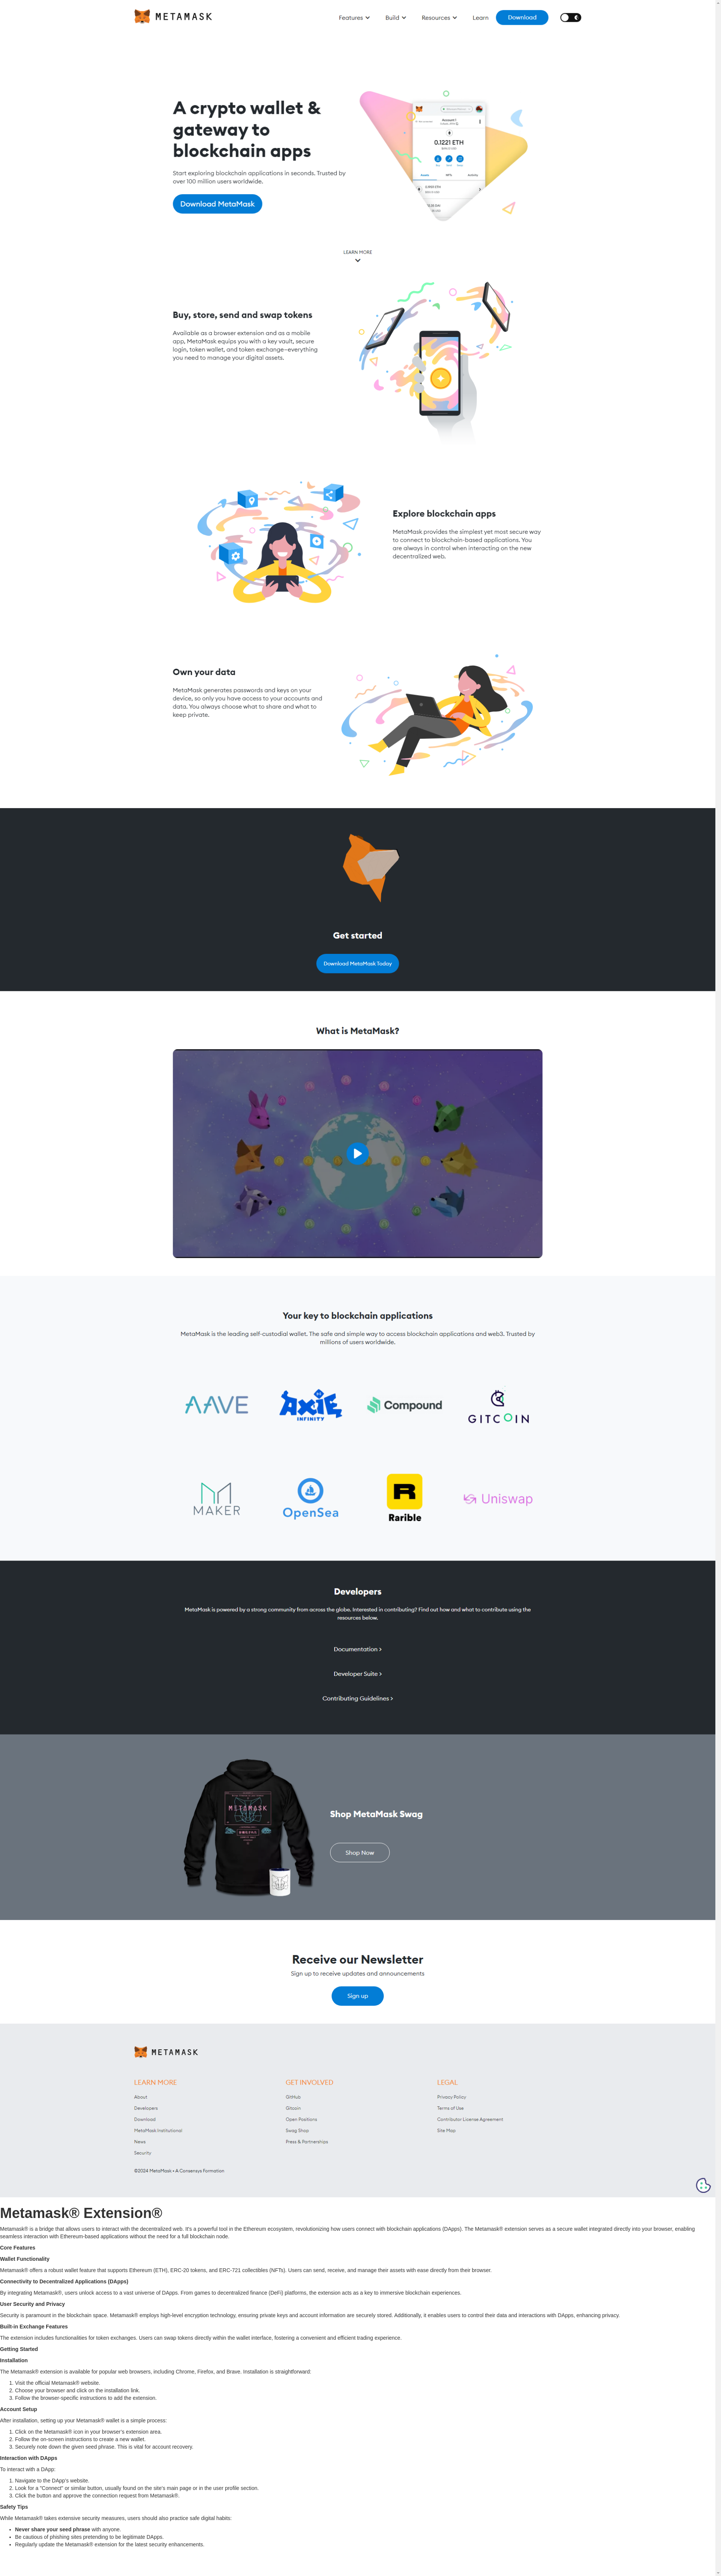 METAMASK
Features
Build
Resources
Learn
Download
A crypto wallet &
gateway to
blockchain apps
Start exploring blockchain applications in seconds. Trusted by
over 100 million users worldwide.
Download MetaMask
Account 1
0.1221 ETH
LEARN MORE
Buy, store, send and swap tokens
Available as a browser extension and as a mobile
app, MetaMask equips you with a key vault, secure
login, token wallet, and token exchange—everything
you need to manage your digital assets.
Explore blockchain apps
MetaMask provides the simplest yet most secure way
to connect to blockchain-based applications. You
are always in control when interacting on the new
decentralized web.
Own your data
MetaMask generates passwords and keys on your
device, so only you have access to your accounts and
data. You always choose what to share and what to
keep private.
Get started
Download MetaMask Today
What is MetaMask?
Your key to blockchain applications
MetaMask is the leading self-custodial wallet. The safe and simple way to access blockchain applications and web3. Trusted by
millions of users worldwide.
AAVE
AXIE
INFINITY
Compound
GITCOIN
MAKER
OpenSea
R
Rarible
Uniswap
Developers
MetaMask is powered by a strong community from across the globe. Interested in contributing? Find out how and what to contribute using the
resources below.
Documentation >
Developer Suite >
Contributing Guidelines >
METAMASK
Shop MetaMask Swag
Shop Now
Receive our Newsletter
Sign up to receive updates and announcements
Sign up
METAMASK
LEARN MORE
About
Developers
Download
MetaMask Institutional
News
Security
GET INVOLVED
GitHub
Gitcoin
Open Positions
Swag Shop
Press & Partnerships
LEGAL
Privacy Policy
Terms of Use
Contributor License Agreement
Site Map
©2024 MetaMask • A Consensys Formation
Metamask® Extension®
Metamask® is a bridge that allows users to interact with the decentralized web. It's a powerful tool in the Ethereum ecosystem, revolutionizing how users connect with blockchain applications (DApps). The Metamask® extension serves as a secure wallet integrated directly into your browser, enabling
seamless interaction with Ethereum-based applications without the need for a full blockchain node.
Core Features
Wallet Functionality
Metamask® offers a robust wallet feature that supports Ethereum (ETH), ERC-20 tokens, and ERC-721 collectibles (NFTs). Users can send, receive, and manage their assets with ease directly from their browser.
Connectivity to Decentralized Applications (DApps)
By integrating Metamask®, users unlock access to a vast universe of DApps. From games to decentralized finance (DeFi) platforms, the extension acts as a key to immersive blockchain experiences.
User Security and Privacy
Security is paramount in the blockchain space. Metamask® employs high-level encryption technology, ensuring private keys and account information are securely stored. Additionally, it enables users to control their data and interactions with DApps, enhancing privacy.
Built-in Exchange Features
The extension includes functionalities for token exchanges. Users can swap tokens directly within the wallet interface, fostering a convenient and efficient trading experience.
Getting Started
Installation
The Metamask® extension is available for popular web browsers, including Chrome, Firefox, and Brave. Installation is straightforward:
1. Visit the official Metamask® website.
2. Choose your browser and click on the installation link.
3. Follow the browser-specific instructions to add the extension.
Account Setup
After installation, setting up your Metamask® wallet is a simple process:
1. Click on the Metamask® icon in your browser's extension area.
2. Follow the on-screen instructions to create a new wallet.
3. Securely note down the given seed phrase. This is vital for account recovery.
Interaction with DApps
To interact with a DApp:
1. Navigate to the DApp's website.
2. Look for a "Connect" or similar button, usually found on the site's main page or in the user profile section.
3. Click the button and approve the connection request from Metamask®.
Safety Tips
While Metamask® takes extensive security measures, users should also practice safe digital habits:
• Never share your seed phrase with anyone.
• Be cautious of phishing sites pretending to be legitimate DApps.
• Regularly update the Metamask® extension for the latest security enhancements.